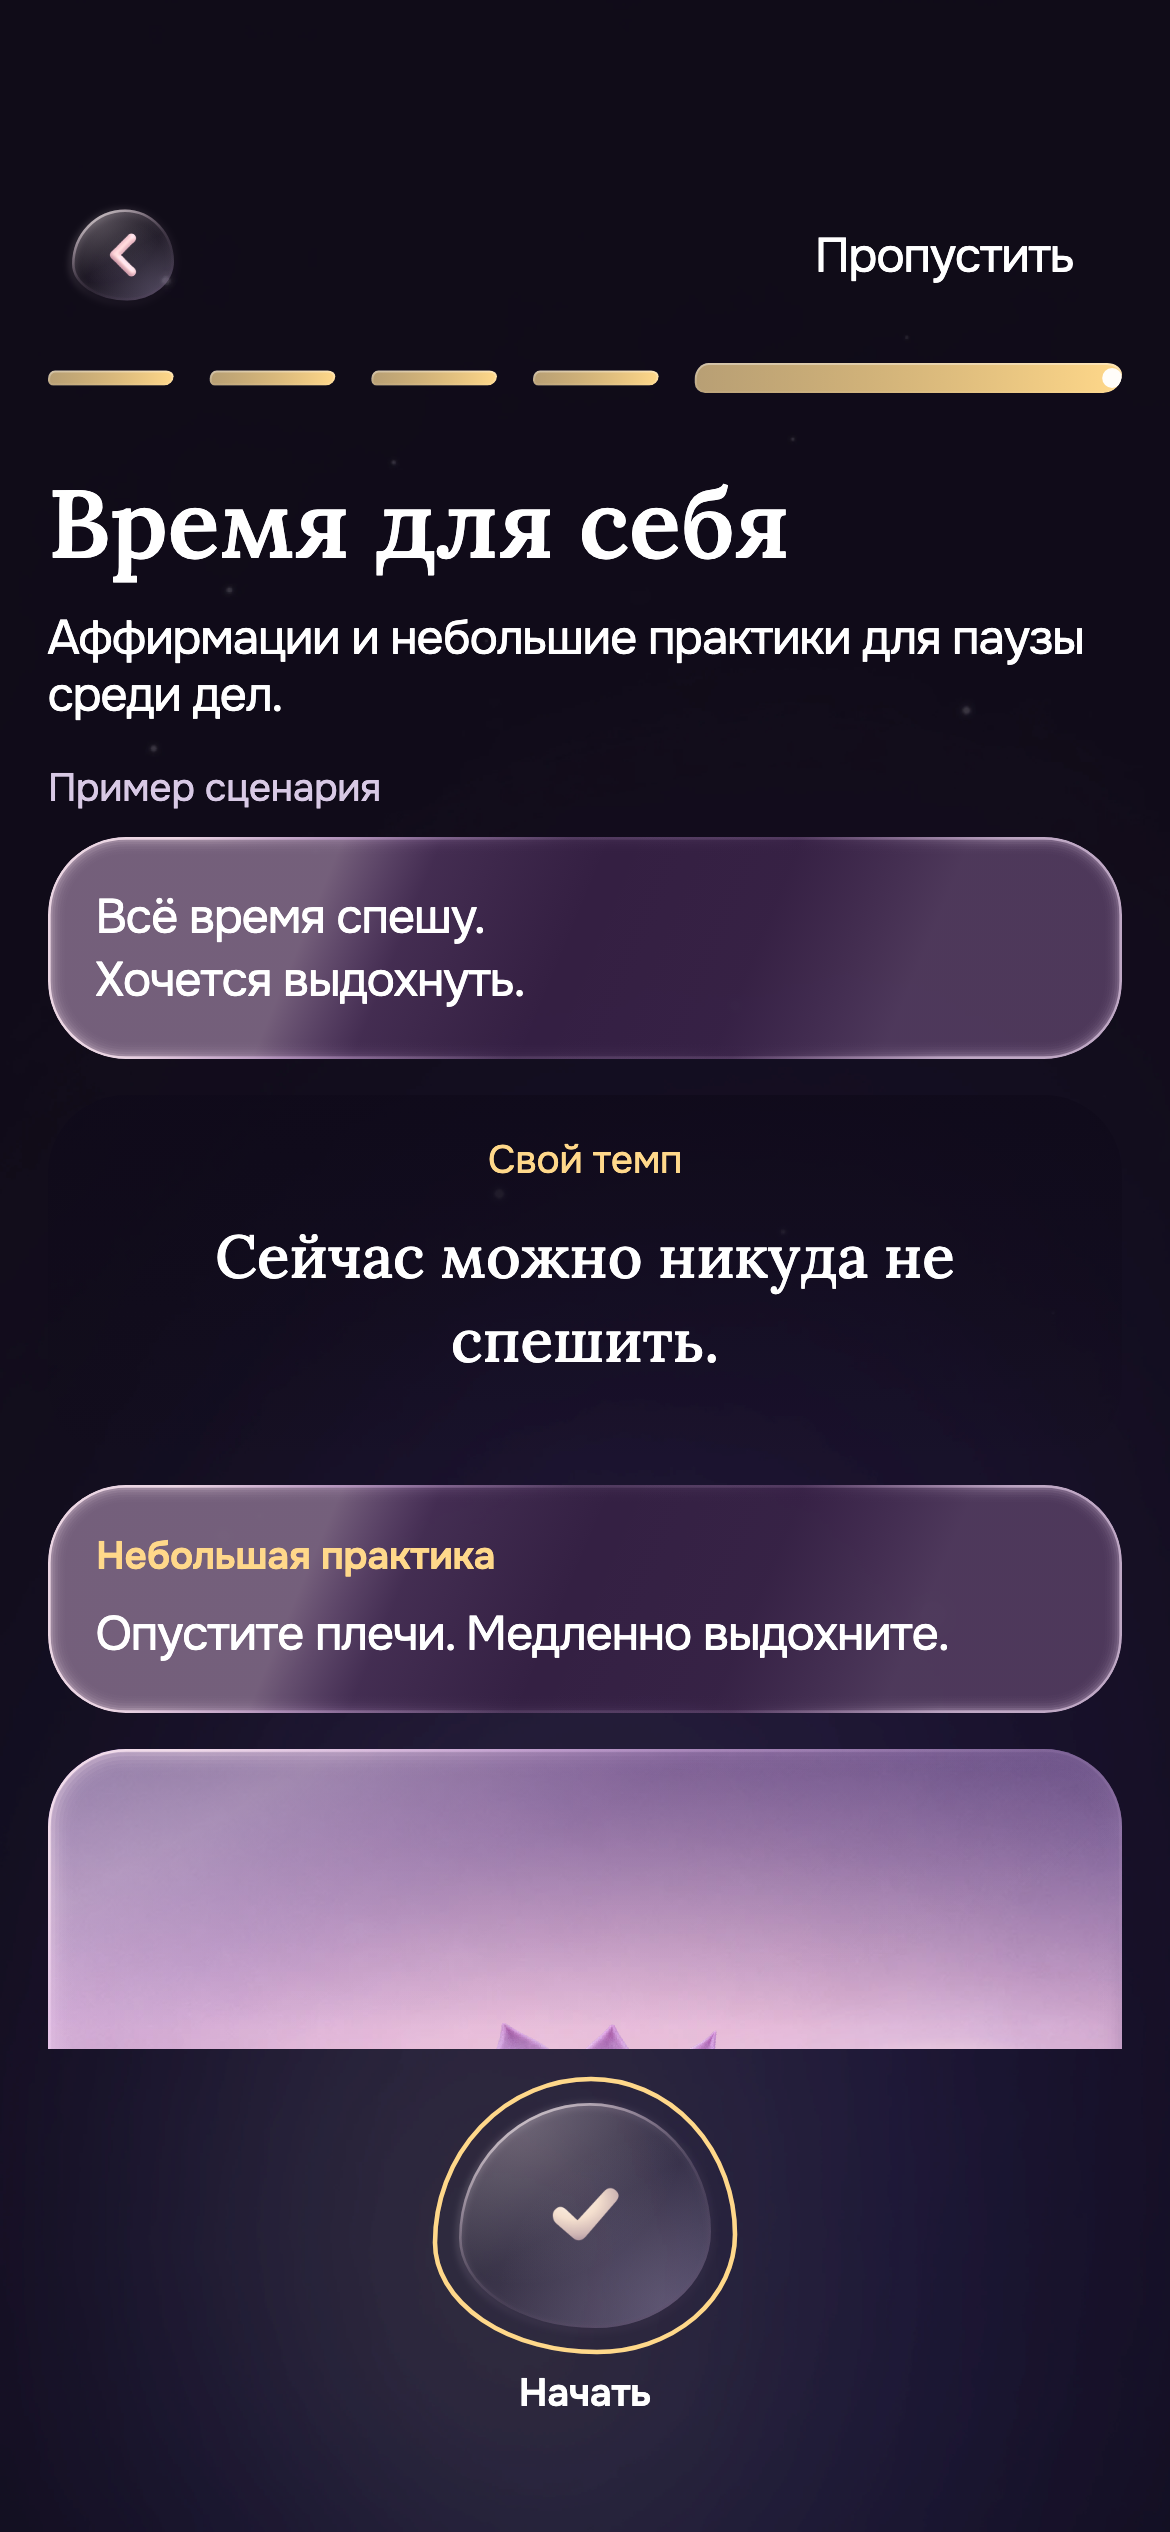 Пропустить
Время для себя
Аффирмации и небольшие практики для паузы
среди дел.
Пример сценария
Всё время спешу.
Хочется выдохнуть.
Свой темп
Сейчас можно никуда не
спешить.
Небольшая практика
Опустите плечи. Медленно выдохните.
Начать